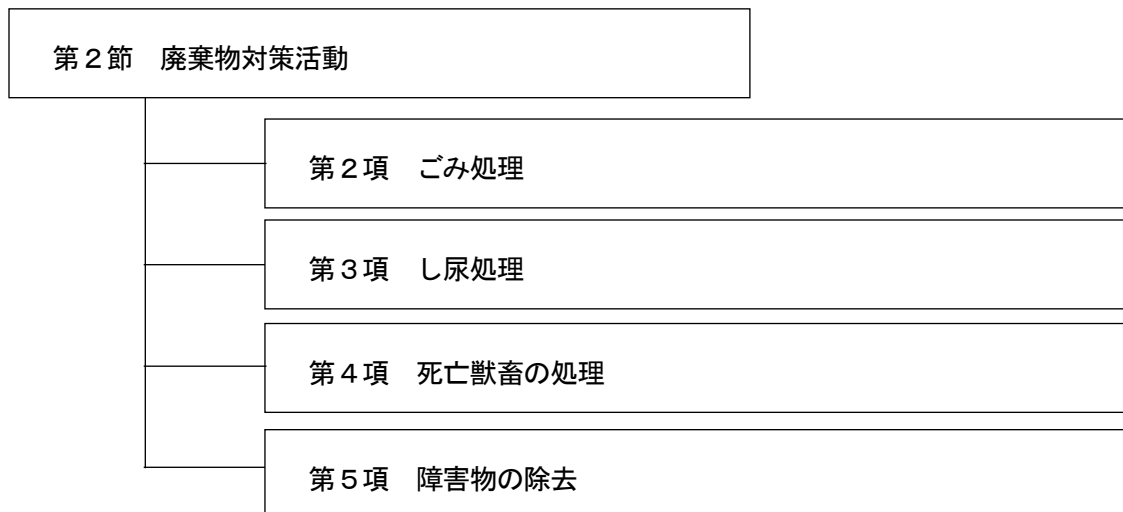 第２節　廃棄物対策活動
第２項　ごみ処理
第３項　し尿処理
第４項　死亡獣畜の処理
第５項　障害物の除去